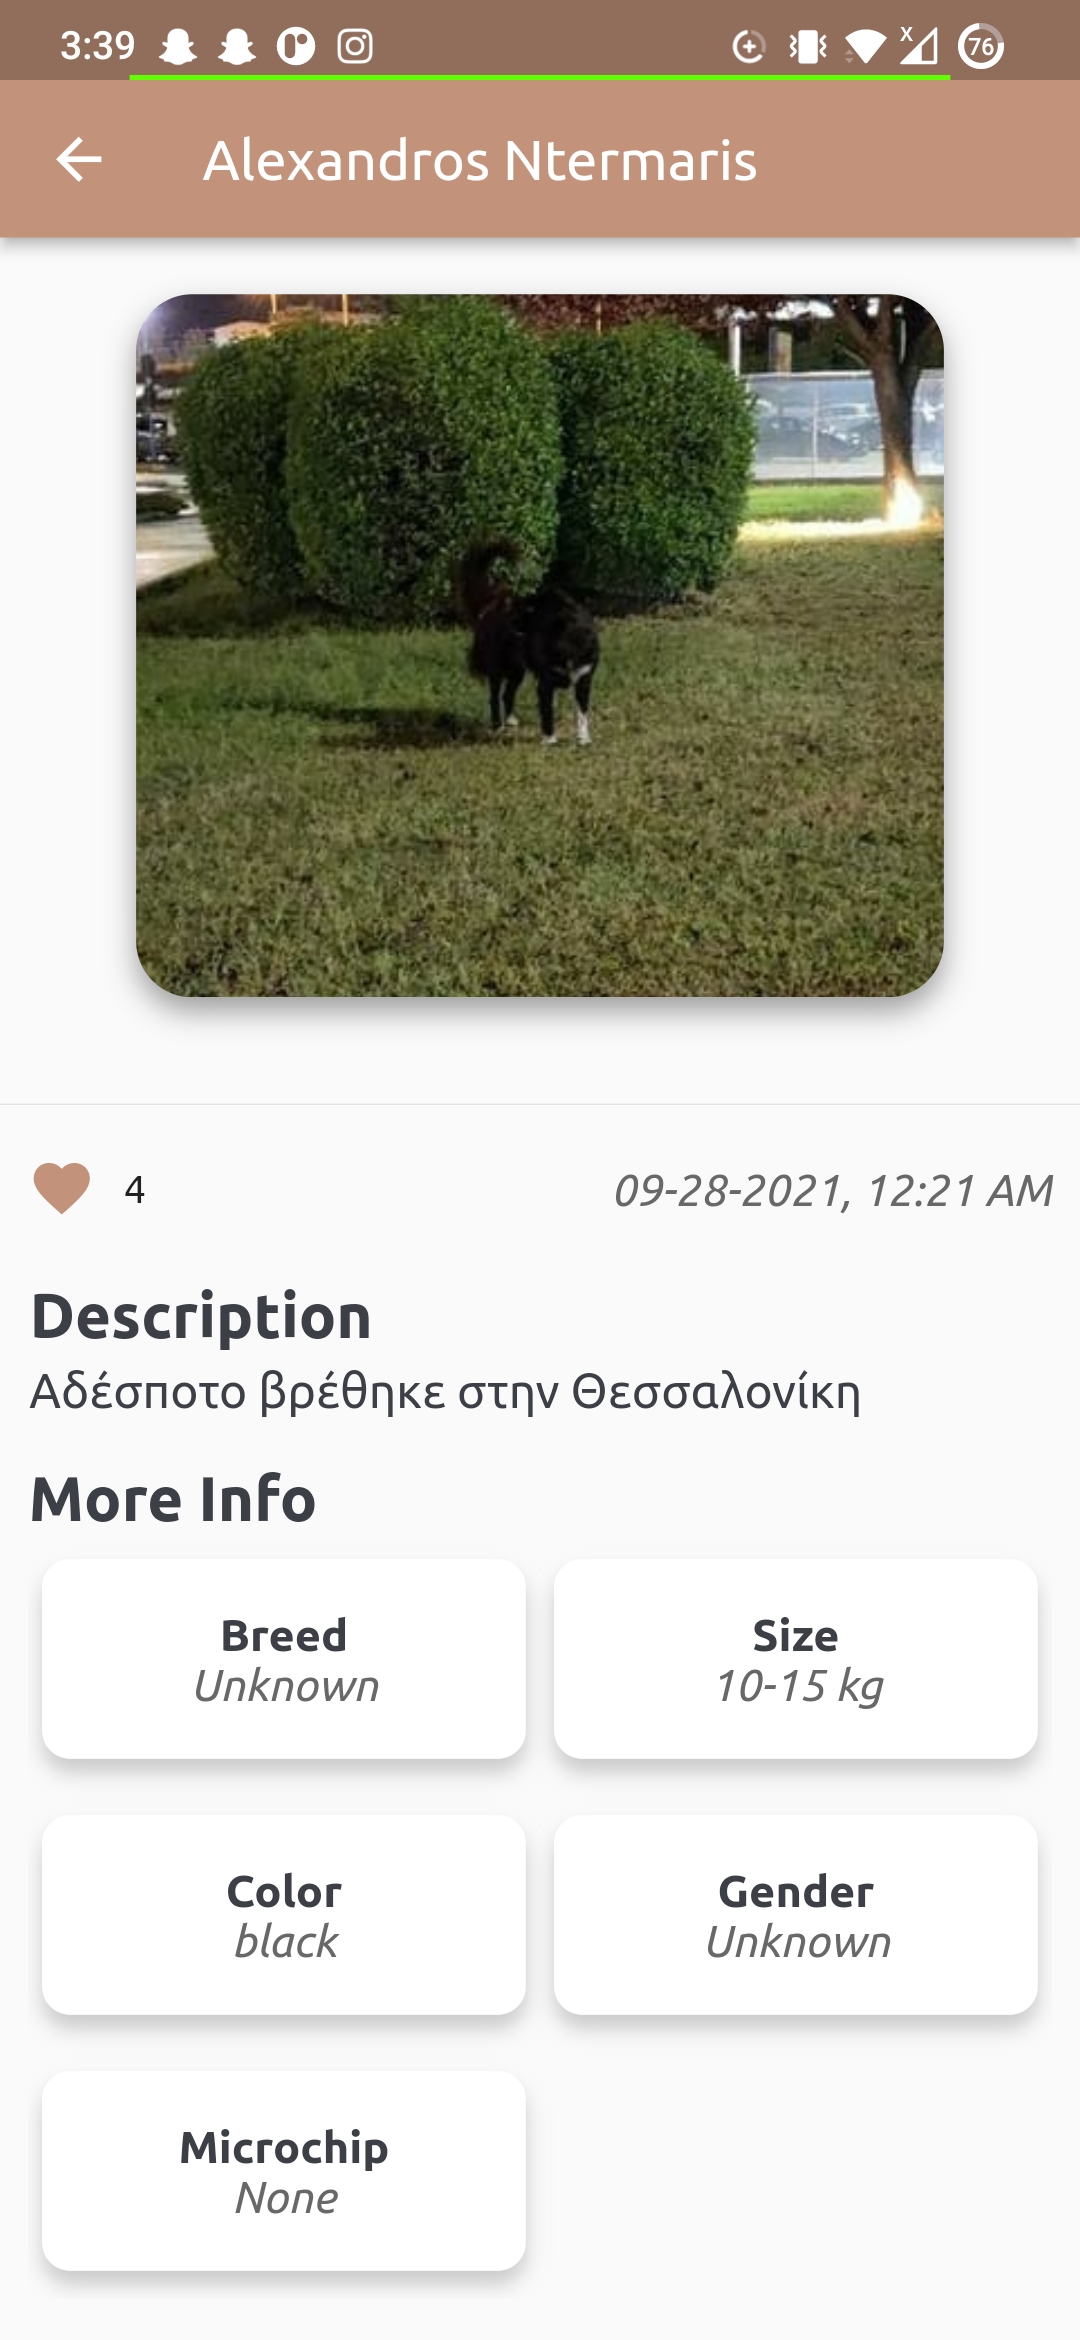 3:39
X
76
Alexandros Ntermaris
4
09-28-2021, 12:21 AM
Description
Αδέσποτο βρέθηκε στην Θεσσαλονίκη
More Info
Breed
Unknown
Size
10-15 kg
Color
black
Gender
Unknown
Microchip
None